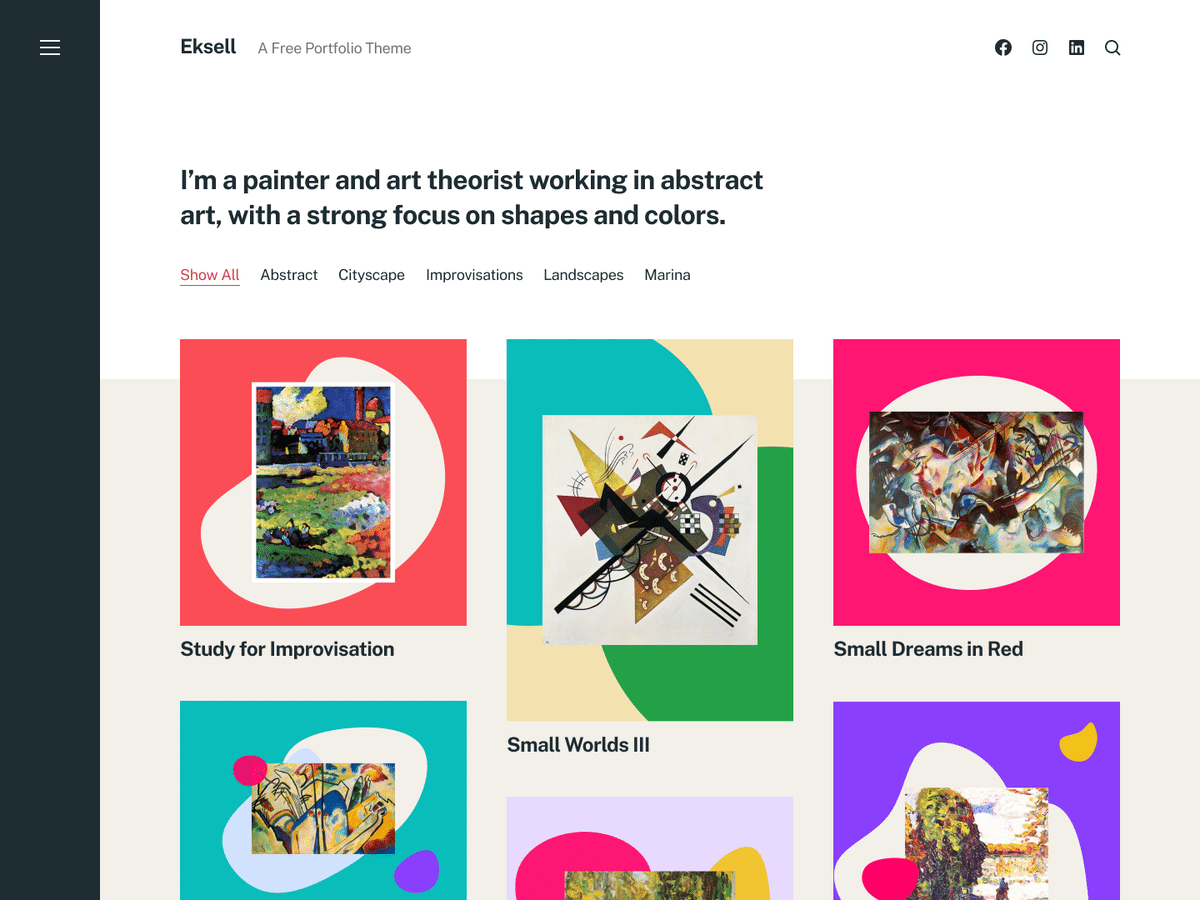 Eksell A Free Portfolio Theme
I’m a painter and art theorist working in abstract
art, with a strong focus on shapes and colors.
Show All Abstract Cityscape Improvisations Landscapes Marina
Study for Improvisation
Small Worlds III
Small Dreams in Red